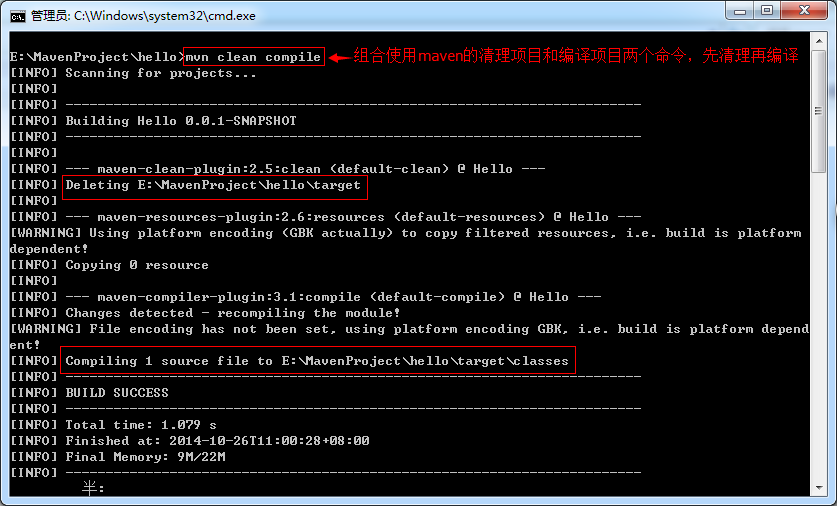 管理员: C:\Windows\system32\cmd.exe
E:\MavenProject\hello>mvn clean compile 组合使用maven的清理项目和编译项目两个命令，先清理再编译
[INFO] Scanning for projects...
[INFO]
[INFO] ------------------------------------------------------------------------
[INFO] Building Hello 0.0.1-SNAPSHOT
[INFO] ------------------------------------------------------------------------
[INFO]
[INFO] --- maven-clean-plugin:2.5:clean (default-clean) @ Hello ---
[INFO] Deleting E:\MavenProject\hello\target
[INFO]
[INFO] --- maven-resources-plugin:2.6:resources (default-resources) @ Hello ---
[WARNING] Using platform encoding (GBK actually) to copy filtered resources, i.e. build is platform
dependent!
[INFO] Copying 0 resource
[INFO]
[INFO] --- maven-compiler-plugin:3.1:compile (default-compile) @ Hello ---
[INFO] Changes detected - recompiling the module!
[WARNING] File encoding has not been set, using platform encoding GBK, i.e. build is platform depend
ent!
[INFO] Compiling 1 source file to E:\MavenProject\hello\target\classes
[INFO] ------------------------------------------------------------------------
[INFO] BUILD SUCCESS
[INFO] ------------------------------------------------------------------------
[INFO] Total time: 1.079 s
[INFO] Finished at: 2014-10-26T11:00:28+08:00
[INFO] Final Memory: 9M/22M
[INFO] ------------------------------------------------------------------------
半: